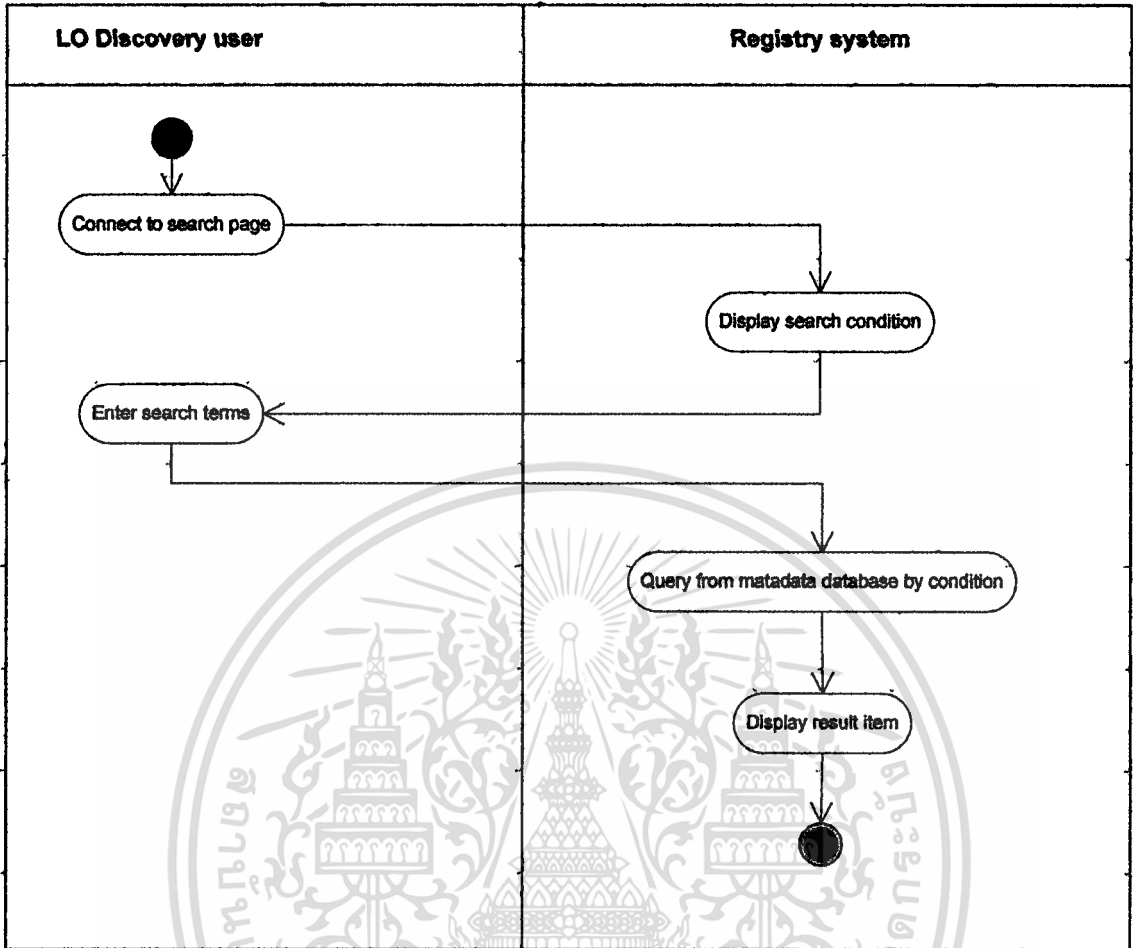 LO Discovery user
Registry system
Connect to search page
Display search condition
Enter search terms
Query from matadata database by condition
Display result item